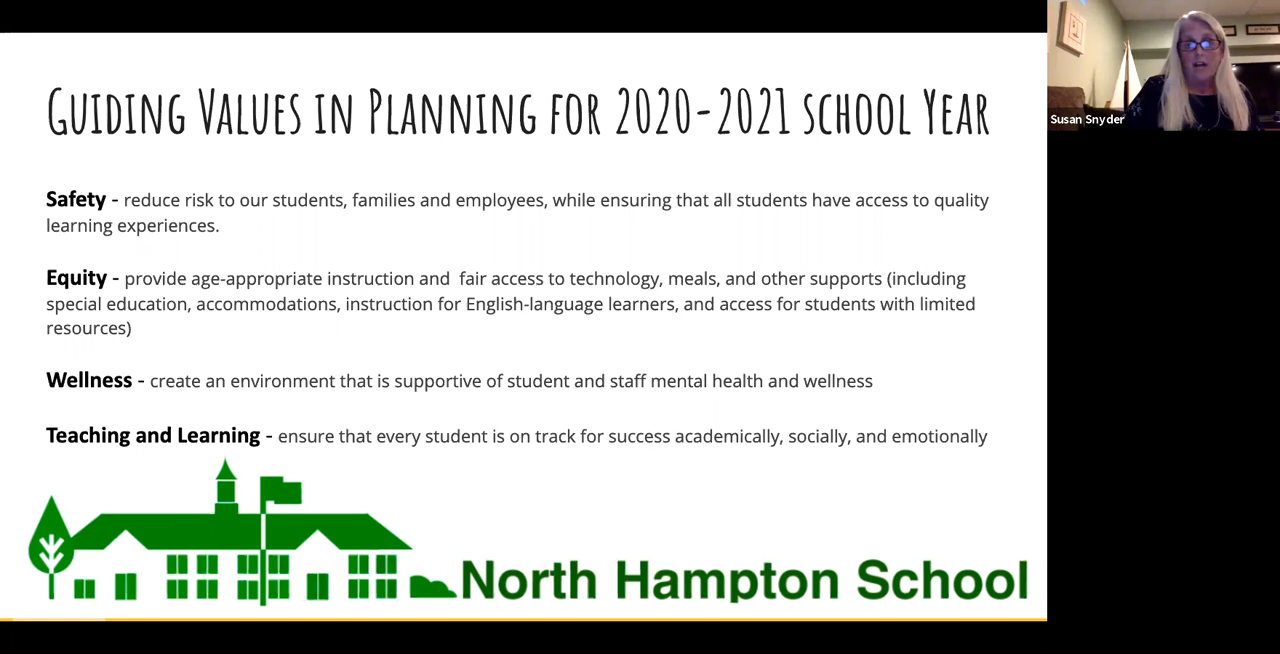 Guiding Values in Planning for 2020-2021 school Year
Safety - reduce risk to our students, families and employees, while ensuring that all students have access to quality
learning experiences.
Equity - provide age-appropriate instruction and  fair access to technology, meals, and other supports (including
special education, accommodations, instruction for English-language learners, and access for students with limited
resources)
Wellness - create an environment that is supportive of student and staff mental health and wellness
Teaching and Learning - ensure that every student is on track for success academically, socially, and emotionally
North Hampton School
Susan Snyder